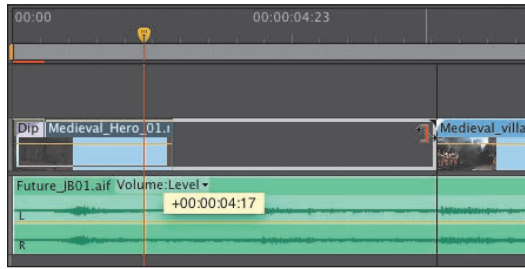 00:00 00:00:04:23
Dip Medieval_Hero_01.
Medieval_villa
Future_JB01.aif Volume:Level
+00:00:04:17
L
R